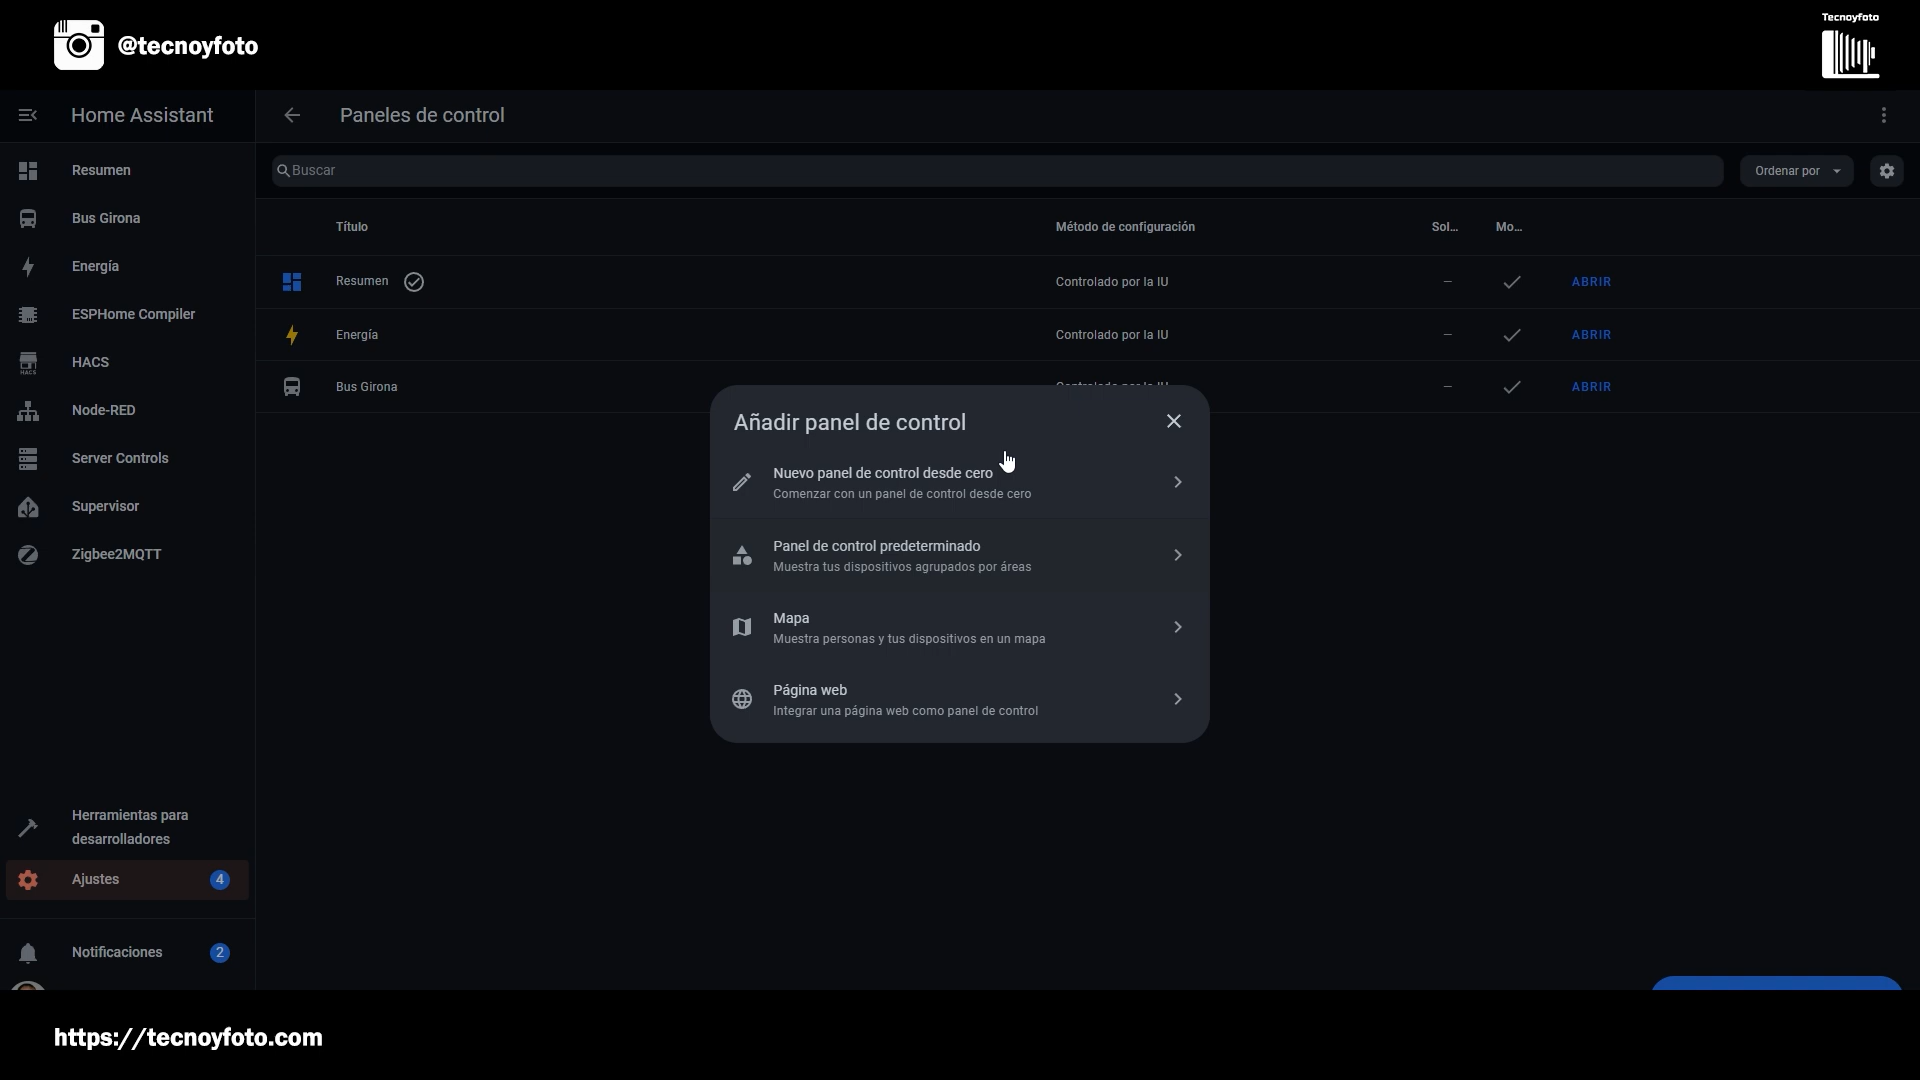 @tecnoyfoto
Tecnoyfoto
Home Assistant
Paneles de control
Resumen
Bus Girona
Energía
ESPHome Compiler
HACS
HACS
Node-RED
Server Controls
Supervisor
Zigbee2MQTT
Herramientas para
desarrolladores
Ajustes
4
Notificaciones
2
Buscar
Ordenar por
Título
Método de configuración
Sol...
Mo...
Resumen
Controlado por la IU
–
ABRIR
Energía
Controlado por la IU
–
ABRIR
Bus Girona
Controlado por la IU
–
ABRIR
Añadir panel de control
Nuevo panel de control desde cero
Comenzar con un panel de control desde cero
Panel de control predeterminado
Muestra tus dispositivos agrupados por áreas
Mapa
Muestra personas y tus dispositivos en un mapa
Página web
Integrar una página web como panel de control
https://tecnoyfoto.com